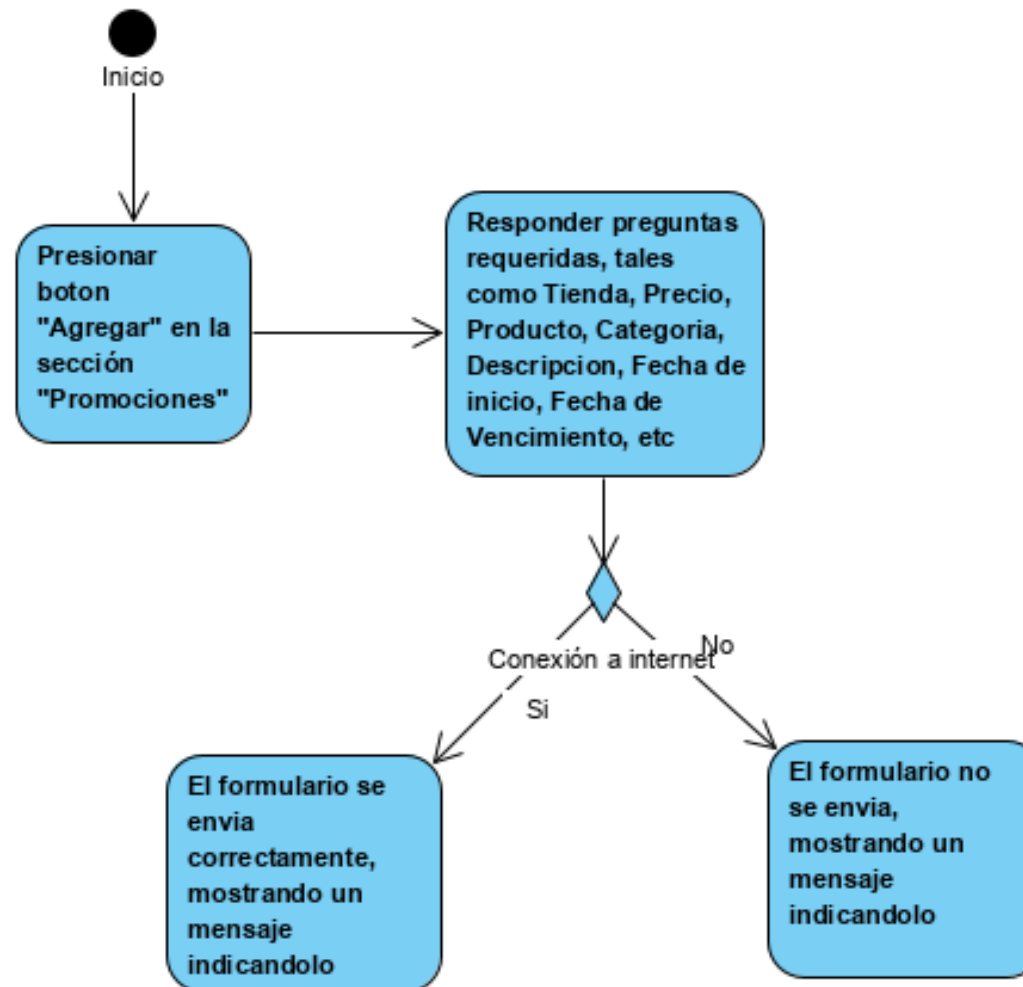 Inicio
Presionar
boton
"Agregar" en la
sección
"Promociones"
Responder preguntas
requeridas, tales
como Tienda, Precio,
Producto, Categoria,
Descripcion, Fecha de
inicio, Fecha de
Vencimiento, etc
Conexión a internet
No
Si
El formulario se
envia
correctamente,
mostrando un
mensaje
indicandolo
El formulario no
se envia,
mostrando un
mensaje
indicandolo